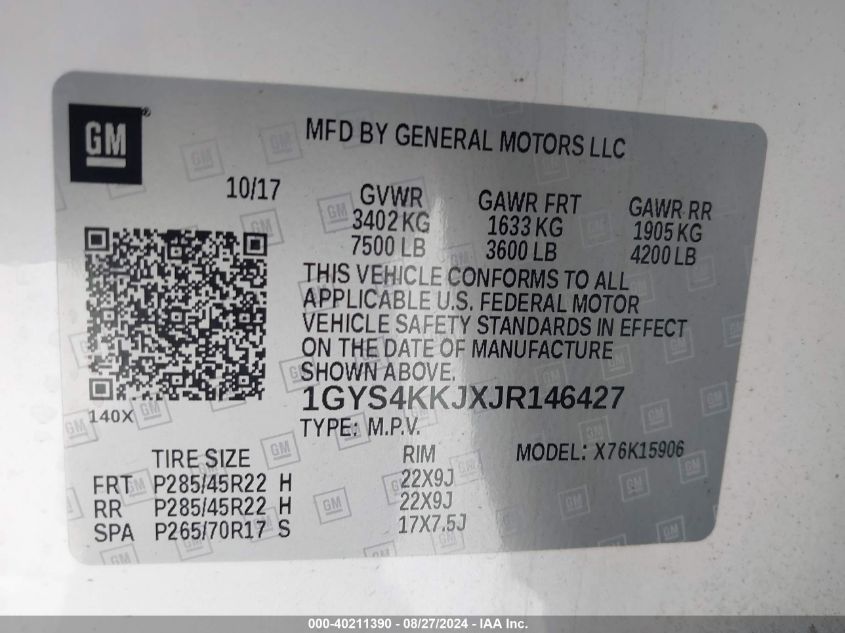 GM®
MFD BY GENERAL MOTORS LLC
10/17
GVWR GAWR FRT GAWR RR
3402 KG 1633 KG 1905 KG
7500 LB 3600 LB 4200 LB
THIS VEHICLE CONFORMS TO ALL
APPLICABLE U.S. FEDERAL MOTOR
VEHICLE SAFETY STANDARDS IN EFFECT
ON THE DATE OF MANUFACTURE
SHOWN ABOVE.
140X
1GYS4KKJXJR146427
TYPE: M.P.V.
MODEL: X76K15906
TIRE SIZE RIM
FRT P285/45R22 H 22X9J
RR P285/45R22 H 22X9J
SPA P265/70R17 S 17X7.5J
000-40211390 - 08/27/2024 - IAA Inc.